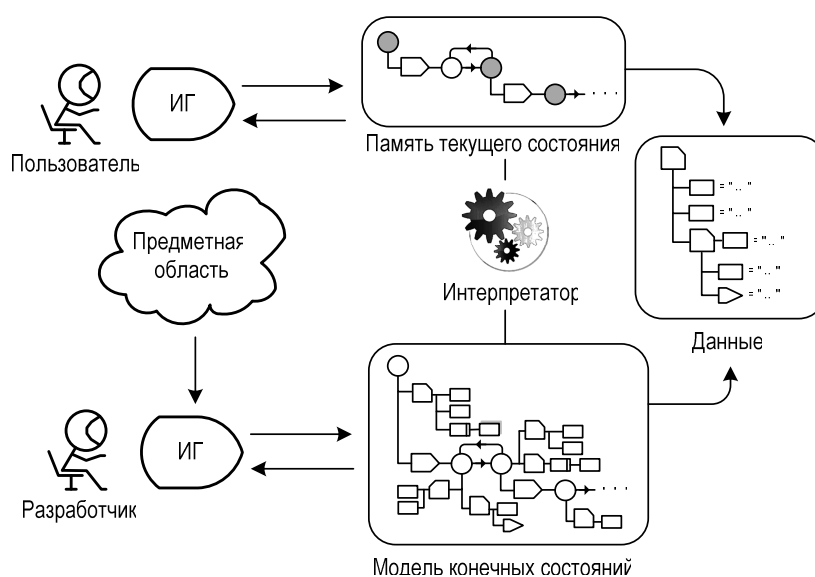 ИГ
Пользователь
Память текущего состояния
= ".. "
= ".. "
= ".. "
= ".. "
= ".. "
Предметная
область
Интерпретатор
Данные
ИГ
Разработчик
Модель конечных состояний